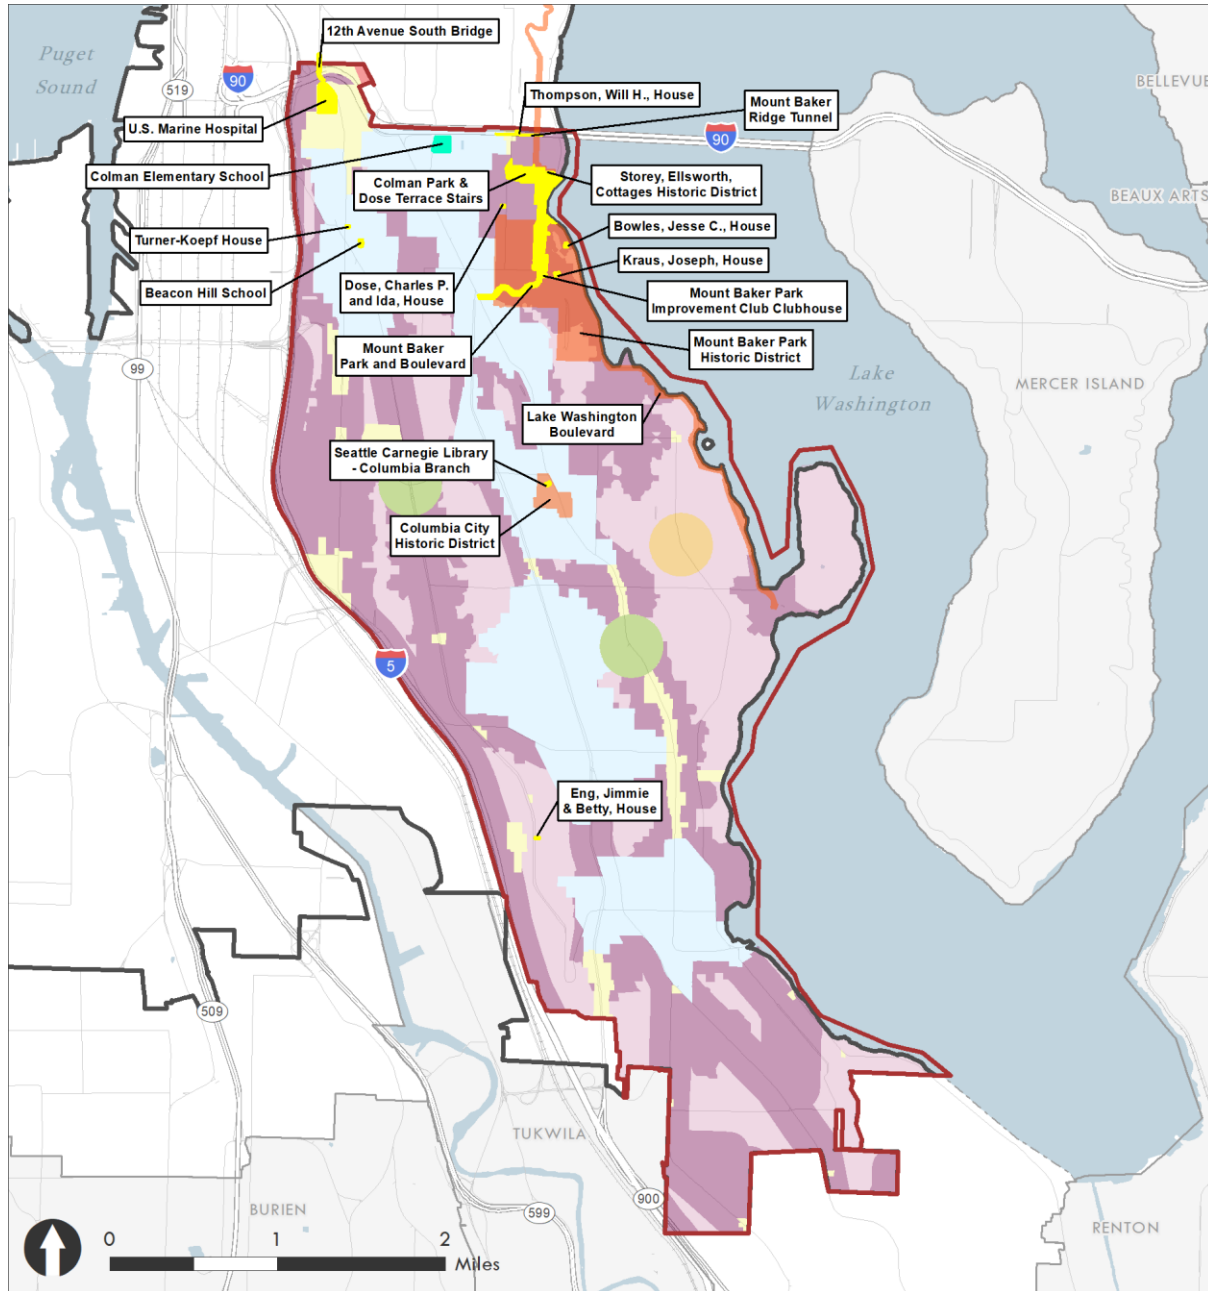 12th Avenue South Bridge
Puget
Sound
90
519
BELLEVUE
Thompson, Will H., House
Mount Baker
Ridge Tunnel
U.S. Marine Hospital
90
Colman Elementary School
Colman Park &
Dose Terrace Stairs
Storey, Ellsworth,
Cottages Historic District
BEAUX ARTS
Bowles, Jesse C., House
Turner-Koepf House
Kraus, Joseph, House
Beacon Hill School
Dose, Charles P.
and Ida, House
Mount Baker Park
Improvement Club Clubhouse
Mount Baker
Park and Boulevard
Mount Baker Park
Historic District
99
Lake
Washington
MERCER ISLAND
Lake Washington
Boulevard
Seattle Carnegie Library
- Columbia Branch
Columbia City
Historic District
5
Eng, Jimmie
& Betty, House
509
TUKWILA
900
599
BURIEN
RENTON
0
1
2
Miles